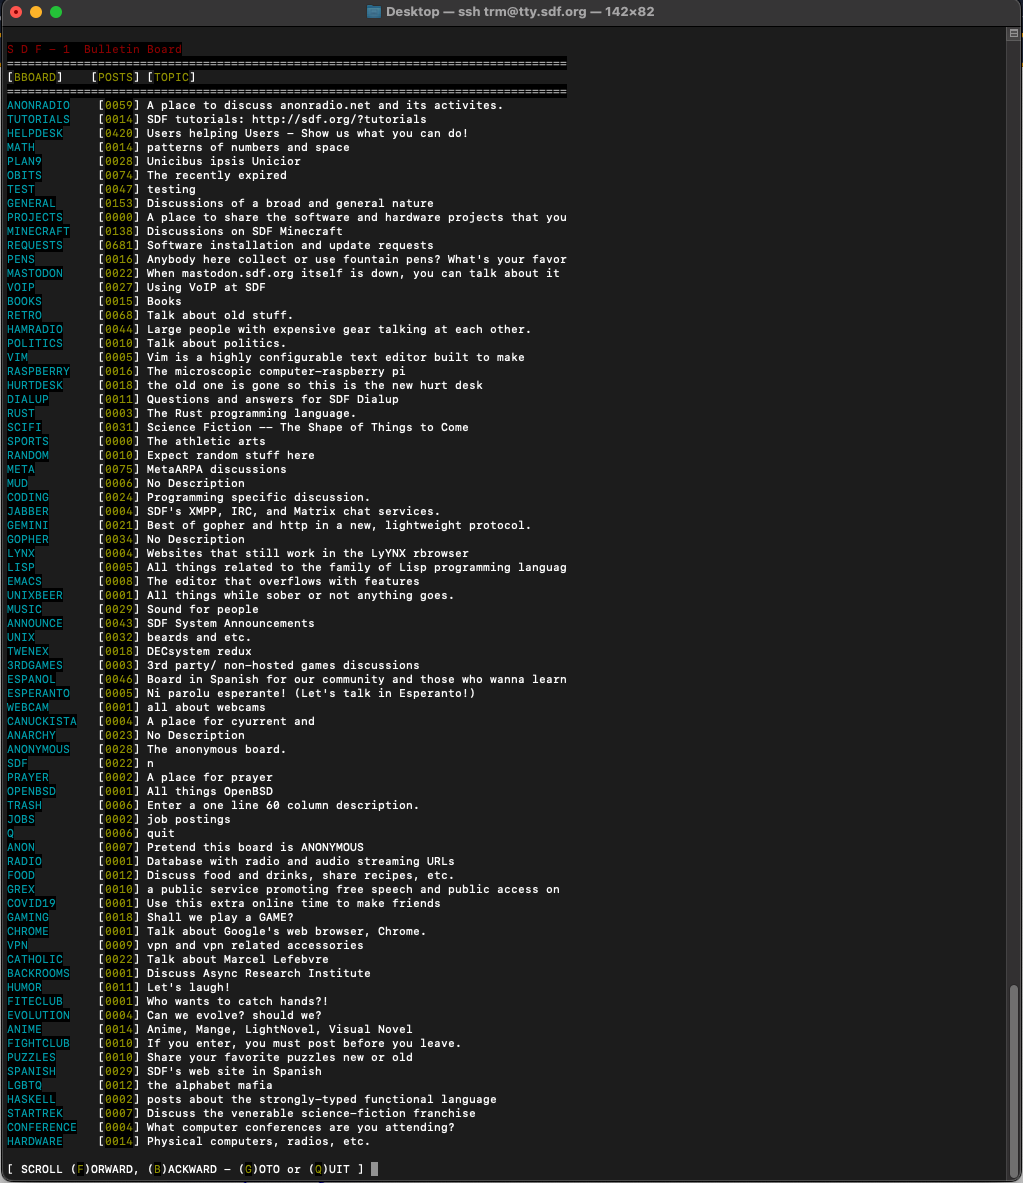 Desktop — ssh trm@tty.sdf.org — 142×82
S D F - 1  Bulletin Board
================================================================================
[BBOARD]    [POSTS] [TOPIC]
================================================================================
ANONRADIO    [0059] A place to discuss anonradio.net and its activites.
TUTORIALS    [0014] SDF tutorials: http://sdf.org/?tutorials
HELPDESK     [0420] Users helping Users - Show us what you can do!
MATH         [0014] patterns of numbers and space
PLAN9        [0028] Unicibus ipsis Unicior
OBITS        [0074] The recently expired
TEST         [0047] testing
GENERAL      [0153] Discussions of a broad and general nature
PROJECTS     [0000] A place to share the software and hardware projects that you
MINECRAFT    [0138] Discussions on SDF Minecraft
REQUESTS     [0681] Software installation and update requests
PENS         [0016] Anybody here collect or use fountain pens? What's your favor
MASTODON     [0022] When mastodon.sdf.org itself is down, you can talk about it
VOIP         [0027] Using VoIP at SDF
BOOKS        [0015] Books
RETRO        [0068] Talk about old stuff.
HAMRADIO     [0044] Large people with expensive gear talking at each other.
POLITICS     [0010] Talk about politics.
VIM          [0005] Vim is a highly configurable text editor built to make
RASPBERRY    [0016] The microscopic computer-raspberry pi
HURTDESK     [0018] the old one is gone so this is the new hurt desk
DIALUP       [0011] Questions and answers for SDF Dialup
RUST         [0003] The Rust programming language.
SCIFI        [0031] Science Fiction -- The Shape of Things to Come
SPORTS       [0000] The athletic arts
RANDOM       [0010] Expect random stuff here
META         [0075] MetaARPA discussions
MUD          [0006] No Description
CODING       [0024] Programming specific discussion.
JABBER       [0004] SDF's XMPP, IRC, and Matrix chat services.
GEMINI       [0021] Best of gopher and http in a new, lightweight protocol.
GOPHER       [0034] No Description
LYNX         [0004] Websites that still work in the LyYNX rbrowser
LISP         [0005] All things related to the family of Lisp programming languag
EMACS        [0008] The editor that overflows with features
UNIXBEER     [0001] All things while sober or not anything goes.
MUSIC        [0029] Sound for people
ANNOUNCE     [0043] SDF System Announcements
UNIX         [0032] beards and etc.
TWENEX       [0018] DECsystem redux
3RDGAMES     [0003] 3rd party/ non-hosted games discussions
ESPANOL      [0046] Board in Spanish for our community and those who wanna learn
ESPERANTO    [0005] Ni parolu esperante! (Let's talk in Esperanto!)
WEBCAM       [0001] all about webcams
CANUCKISTA   [0004] A place for cyurrent and
ANARCHY      [0023] No Description
ANONYMOUS    [0028] The anonymous board.
SDF          [0022] n
PRAYER       [0002] A place for prayer
OPENBSD      [0001] All things OpenBSD
TRASH        [0006] Enter a one line 60 column description.
JOBS         [0002] job postings
Q            [0006] quit
ANON         [0007] Pretend this board is ANONYMOUS
RADIO        [0001] Database with radio and audio streaming URLs
FOOD         [0012] Discuss food and drinks, share recipes, etc.
GREX         [0010] a public service promoting free speech and public access on
COVID19      [0001] Use this extra online time to make friends
GAMING       [0018] Shall we play a GAME?
CHROME       [0001] Talk about Google's web browser, Chrome.
VPN          [0009] vpn and vpn related accessories
CATHOLIC     [0022] Talk about Marcel Lefebvre
BACKROOMS    [0001] Discuss Async Research Institute
HUMOR        [0011] Let's laugh!
FITECLUB     [0001] Who wants to catch hands?!
EVOLUTION    [0004] Can we evolve? should we?
ANIME        [0014] Anime, Mange, LightNovel, Visual Novel
FIGHTCLUB    [0010] If you enter, you must post before you leave.
PUZZLES      [0010] Share your favorite puzzles new or old
SPANISH      [0029] SDF's web site in Spanish
LGBTQ        [0012] the alphabet mafia
HASKELL      [0002] posts about the strongly-typed functional language
STARTREK     [0007] Discuss the venerable science-fiction franchise
CONFERENCE   [0004] What computer conferences are you attending?
HARDWARE     [0014] Physical computers, radios, etc.
[ SCROLL (F)ORWARD, (B)ACKWARD - (G)OTO or (Q)UIT ]